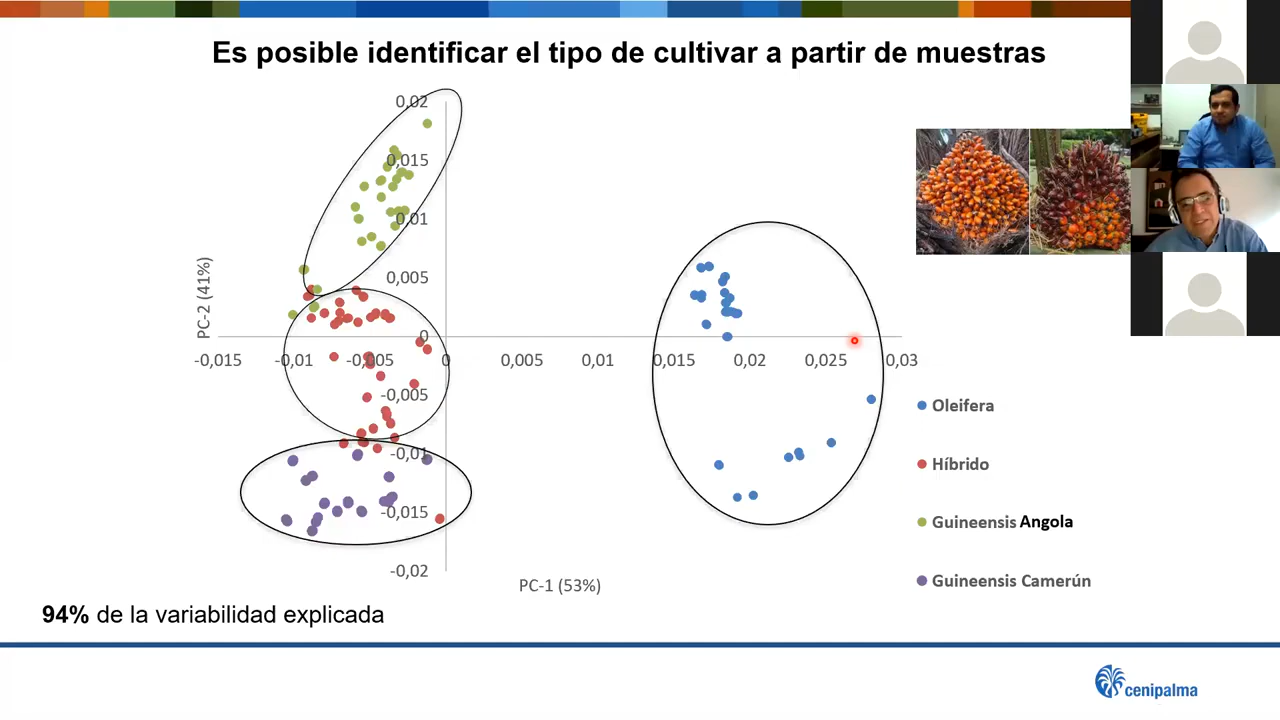 Es posible identificar el tipo de cultivar a partir de muestras
0,02
0,015
0,01
0,005
0
-0,005
-0,01
-0,015
-0,02
PC-2 (41%)
-0,015
-0,01
-0,005
0
0,005
0,01
0,015
0,02
0,025
0,03
PC-1 (53%)
Oleifera
Híbrido
Guineensis Angola
Guineensis Camerún
94% de la variabilidad explicada
cenipalma